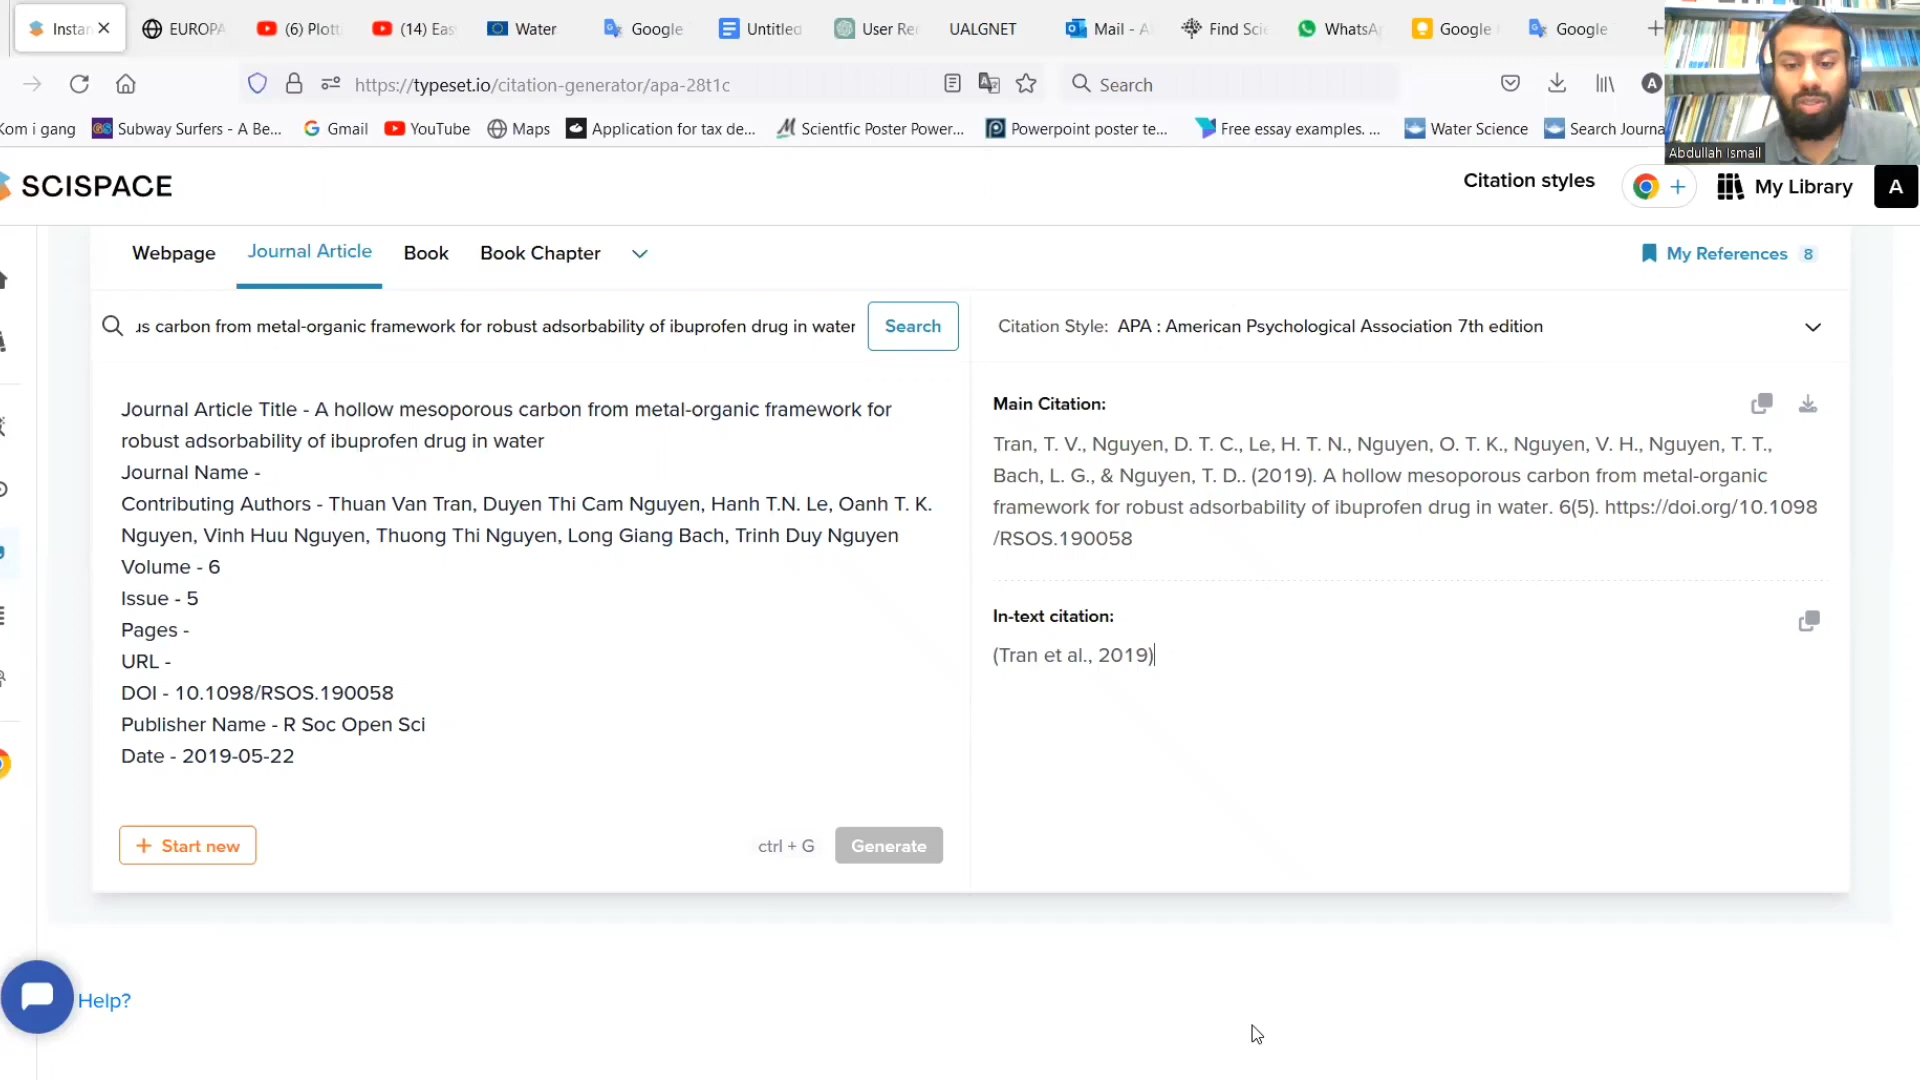 Instan
EUROPA
(6) Plott
(14) Eas
Water
Google
Untitled
User Re
UALGNET
Mail - A
Find Scie
WhatsA
Google
Google
https://typeset.io/citation-generator/apa-28t1c
Search
A
Kom i gang
Subway Surfers - A Be...
Gmail
YouTube
Maps
Application for tax de...
Scientfic Poster Power...
Powerpoint poster te...
Free essay examples. ...
Water Science
Search Journa
Abdullah Ismail
SCISPACE
Citation styles
My Library
A
Webpage
Journal Article
Book
Book Chapter
My References 8
us carbon from metal-organic framework for robust adsorbability of ibuprofen drug in water
Search
Citation Style: APA : American Psychological Association 7th edition
Journal Article Title - A hollow mesoporous carbon from metal-organic framework for
robust adsorbability of ibuprofen drug in water
Journal Name -
Contributing Authors - Thuan Van Tran, Duyen Thi Cam Nguyen, Hanh T.N. Le, Oanh T. K.
Nguyen, Vinh Huu Nguyen, Thuong Thi Nguyen, Long Giang Bach, Trinh Duy Nguyen
Volume - 6
Issue - 5
Pages -
URL -
DOI - 10.1098/RSOS.190058
Publisher Name - R Soc Open Sci
Date - 2019-05-22
+ Start new
ctrl + G
Generate
Main Citation:
Tran, T. V., Nguyen, D. T. C., Le, H. T. N., Nguyen, O. T. K., Nguyen, V. H., Nguyen, T. T.,
Bach, L. G., & Nguyen, T. D.. (2019). A hollow mesoporous carbon from metal-organic
framework for robust adsorbability of ibuprofen drug in water. 6(5). https://doi.org/10.1098
/RSOS.190058
In-text citation:
(Tran et al., 2019)
Help?